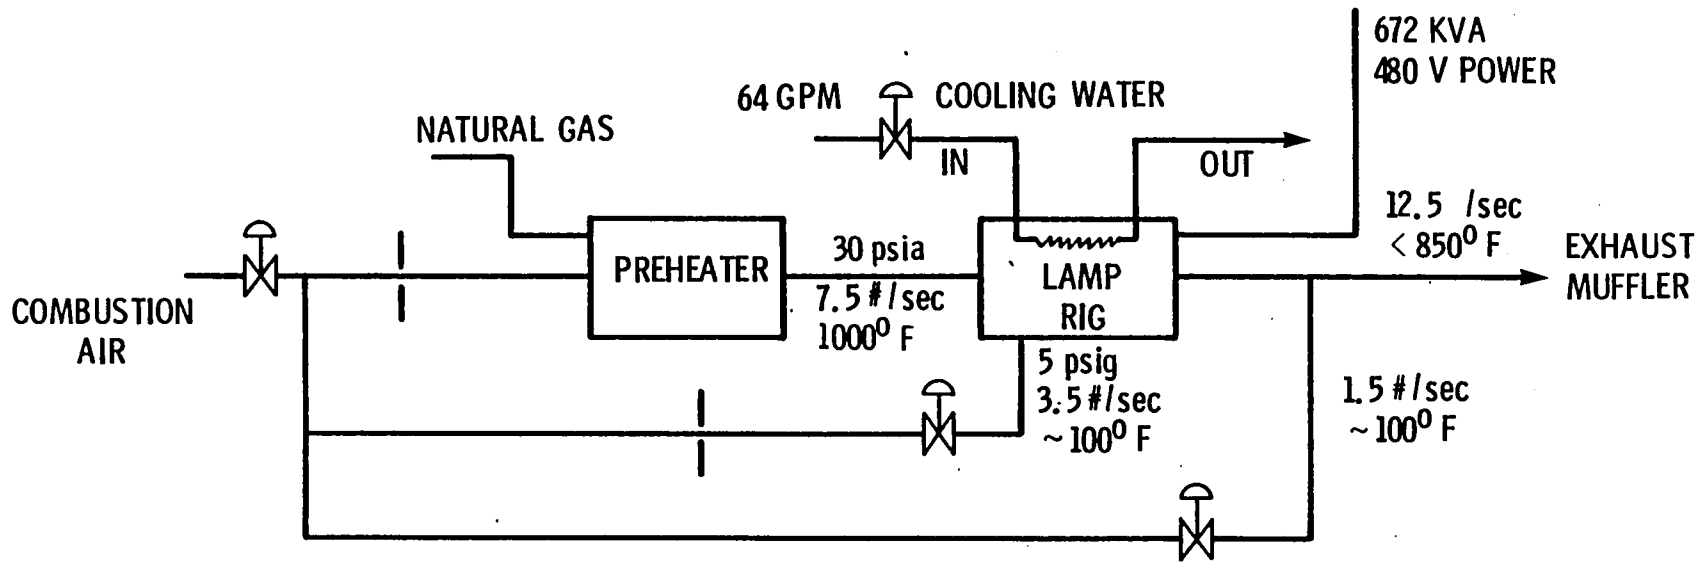 672 KVA
480 V POWER
64 GPM
COOLING WATER
NATURAL GAS
IN
OUT
12.5 /sec
< 850⁰ F
EXHAUST
MUFFLER
PREHEATER
30 psia
7.5 #/sec
1000⁰ F
LAMP
RIG
COMBUSTION
AIR
5 psig
3.5 #/sec
~100⁰ F
1.5 #/sec
~100⁰ F